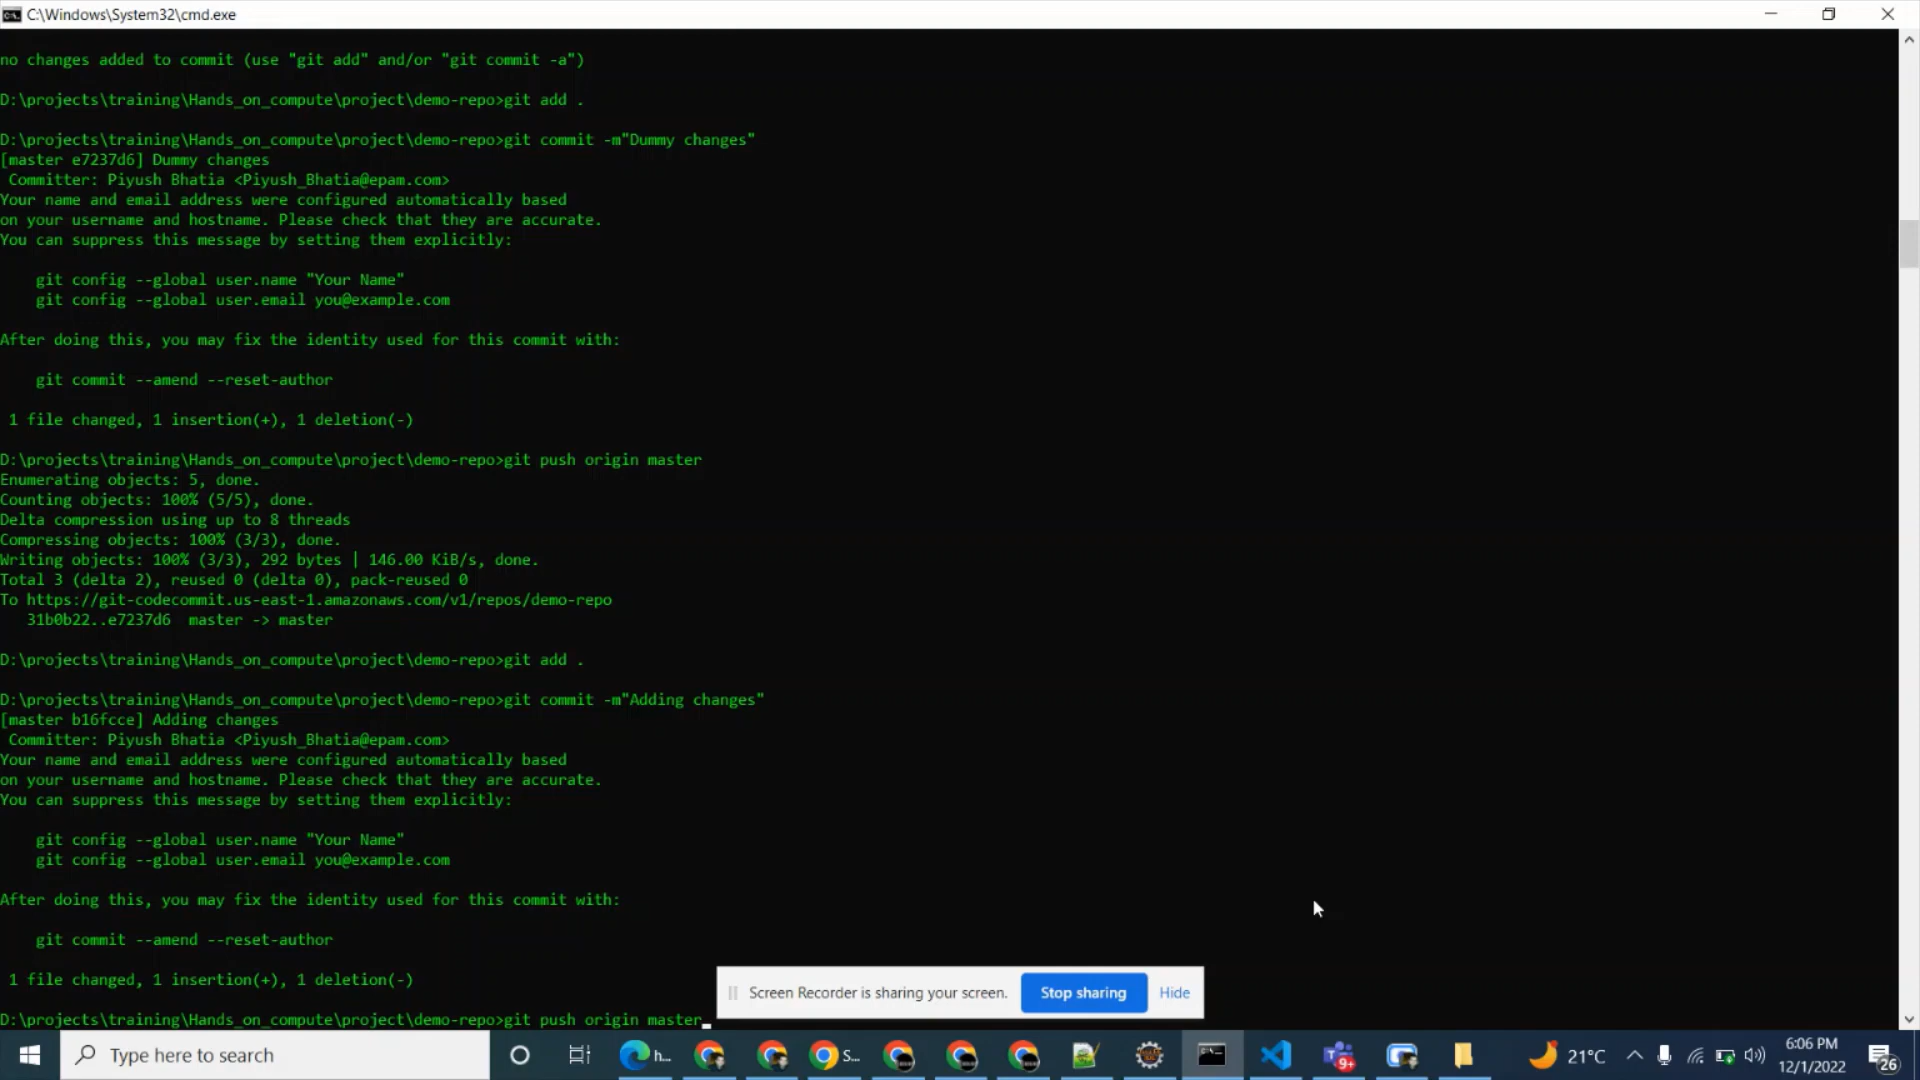 C:\Windows\System32\cmd.exe
no changes added to commit (use "git add" and/or "git commit -a")
D:\projects\training\Hands_on_compute\project\demo-repo>git add .
D:\projects\training\Hands_on_compute\project\demo-repo>git commit -m"Dummy changes"
[master e7237d6] Dummy changes
Committer: Piyush Bhatia <Piyush_Bhatia@epam.com>
Your name and email address were configured automatically based
on your username and hostname. Please check that they are accurate.
You can suppress this message by setting them explicitly:
git config --global user.name "Your Name"
git config --global user.email you@example.com
After doing this, you may fix the identity used for this commit with:
git commit --amend --reset-author
1 file changed, 1 insertion(+), 1 deletion(-)
D:\projects\training\Hands_on_compute\project\demo-repo>git push origin master
Enumerating objects: 5, done.
Counting objects: 100% (5/5), done.
Delta compression using up to 8 threads
Compressing objects: 100% (3/3), done.
Writing objects: 100% (3/3), 292 bytes | 146.00 KiB/s, done.
Total 3 (delta 2), reused 0 (delta 0), pack-reused 0
To https://git-codecommit.us-east-1.amazonaws.com/v1/repos/demo-repo
31b0b22..e7237d6  master -> master
D:\projects\training\Hands_on_compute\project\demo-repo>git add .
D:\projects\training\Hands_on_compute\project\demo-repo>git commit -m"Adding changes"
[master b16fcce] Adding changes
Committer: Piyush Bhatia <Piyush_Bhatia@epam.com>
Your name and email address were configured automatically based
on your username and hostname. Please check that they are accurate.
You can suppress this message by setting them explicitly:
git config --global user.name "Your Name"
git config --global user.email you@example.com
After doing this, you may fix the identity used for this commit with:
git commit --amend --reset-author
1 file changed, 1 insertion(+), 1 deletion(-)
Screen Recorder is sharing your screen. Stop sharing Hide
D:\projects\training\Hands_on_compute\project\demo-repo>git push origin master_
Type here to search
h...
S...
9+
21°C
6:06 PM
12/1/2022
26